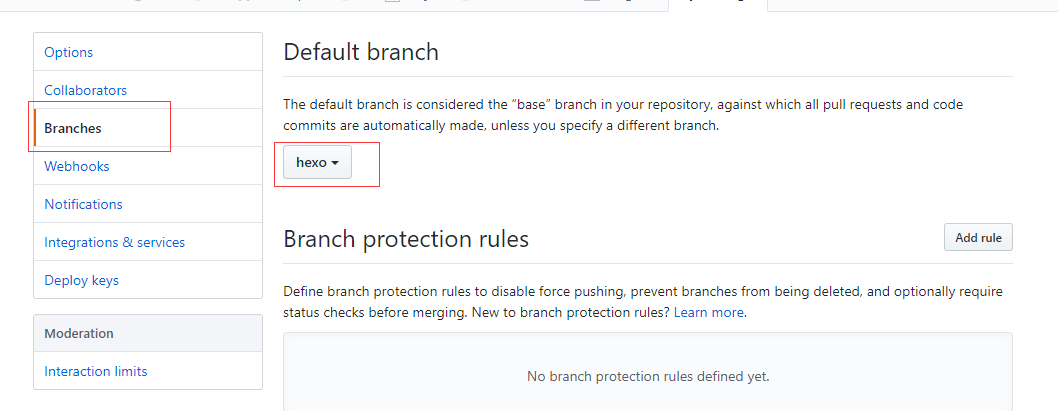 Options
Collaborators
Branches
Webhooks
Notifications
Integrations & services
Deploy keys
Moderation
Interaction limits
Default branch
The default branch is considered the “base” branch in your repository, against which all pull requests and code
commits are automatically made, unless you specify a different branch.
hexo
Branch protection rules
Add rule
Define branch protection rules to disable force pushing, prevent branches from being deleted, and optionally require
status checks before merging. New to branch protection rules? Learn more.
No branch protection rules defined yet.